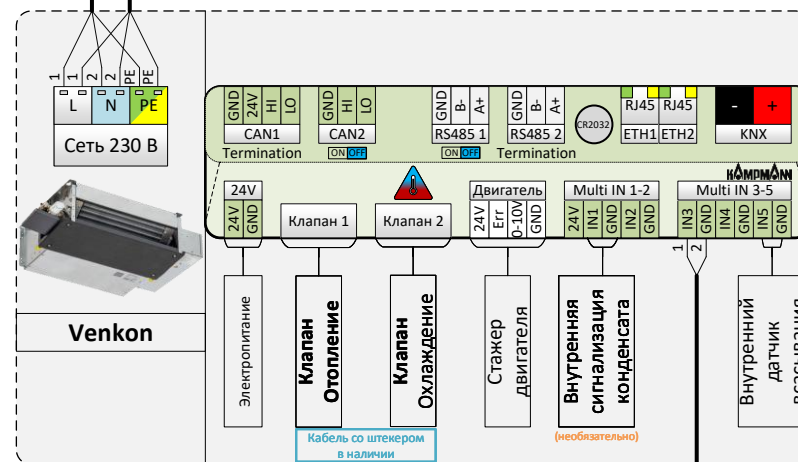 1
1
2
2
PE
PE
L
N
PE
Сеть 230 В
GND
24V
HI
LO
CAN1
GND
HI
LO
CAN2
GND
B-
A+
RS485 1
GND
B-
A+
RS485 2
CR2032
RJ45
RJ45
ETH1
ETH2
-
+
KNX
Termination
ON OFF
ON OFF
Termination
KAMPMANN
24V
24V
GND
Клапан 1
Клапан 2
Двигатель
24V
Err
0-10V
GND
Multi IN 1-2
24V
IN1
GND
IN2
GND
Multi IN 3-5
IN3
GND
IN4
GND
IN5
GND
1
2
Venkon
Электропитание
Клапан
Отопление
Клапан
Охлаждение
Стажер
двигателя
Внутренняя
сигнализация
конденсата
Внутренний
датчик
Кабель со штекером
в наличии
(необязательно)